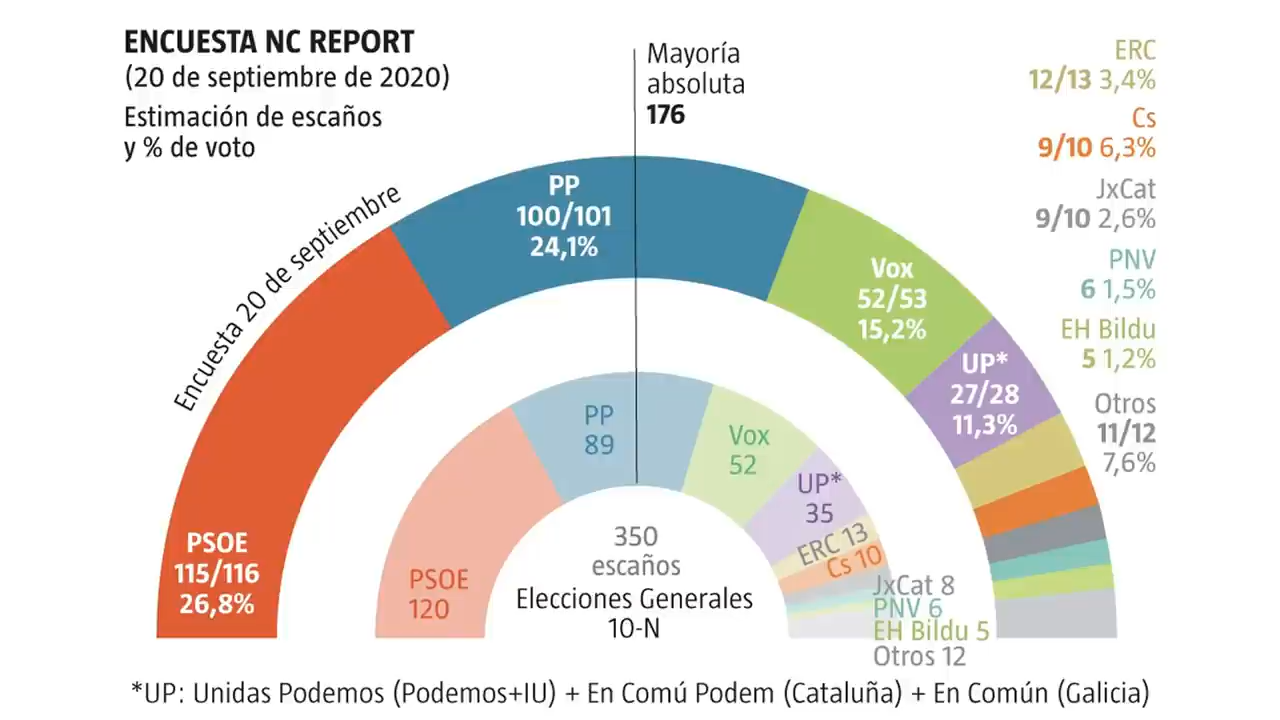 ENCUESTA NC REPORT
(20 de septiembre de 2020)
Estimación de escaños
y % de voto
Mayoría
absoluta
176
Encuesta 20 de septiembre
PSOE
115/116
26,8%
PP
100/101
24,1%
Vox
52/53
15,2%
UP*
27/28
11,3%
ERC
12/13 3,4%
Cs
9/10 6,3%
JxCat
9/10 2,6%
PNV
6 1,5%
EH Bildu
5 1,2%
Otros
11/12
7,6%
PSOE
120
PP
89
Vox
52
UP*
35
ERC 13
Cs 10
JxCat 8
PNV 6
EH Bildu 5
Otros 12
350
escaños
Elecciones Generales
10-N
*UP: Unidas Podemos (Podemos+IU) + En Comú Podem (Cataluña) + En Común (Galicia)